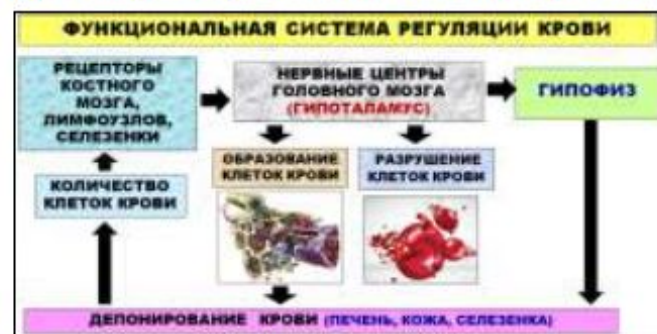 ФУНКЦИОНАЛЬНАЯ СИСТЕМА РЕГУЛЯЦИИ КРОВИ
РЕЦЕПТОРЫ
КОСТНОГО
МОЗГА,
ЛИМФОУЗЛОВ,
СЕЛЕЗЕНКИ
НЕРВНЫЕ ЦЕНТРЫ
ГОЛОВНОГО МОЗГА
(ГИПОТАЛАМУС)
ГИПОФИЗ
КОЛИЧЕСТВО
КЛЕТОК КРОВИ
ОБРАЗОВАНИЕ
КЛЕТОК КРОВИ
РАЗРУШЕНИЕ
КЛЕТОК КРОВИ
ДЕПОНИРОВАНИЕ КРОВИ (ПЕЧЕНЬ, КОЖА, СЕЛЕЗЕНКА)